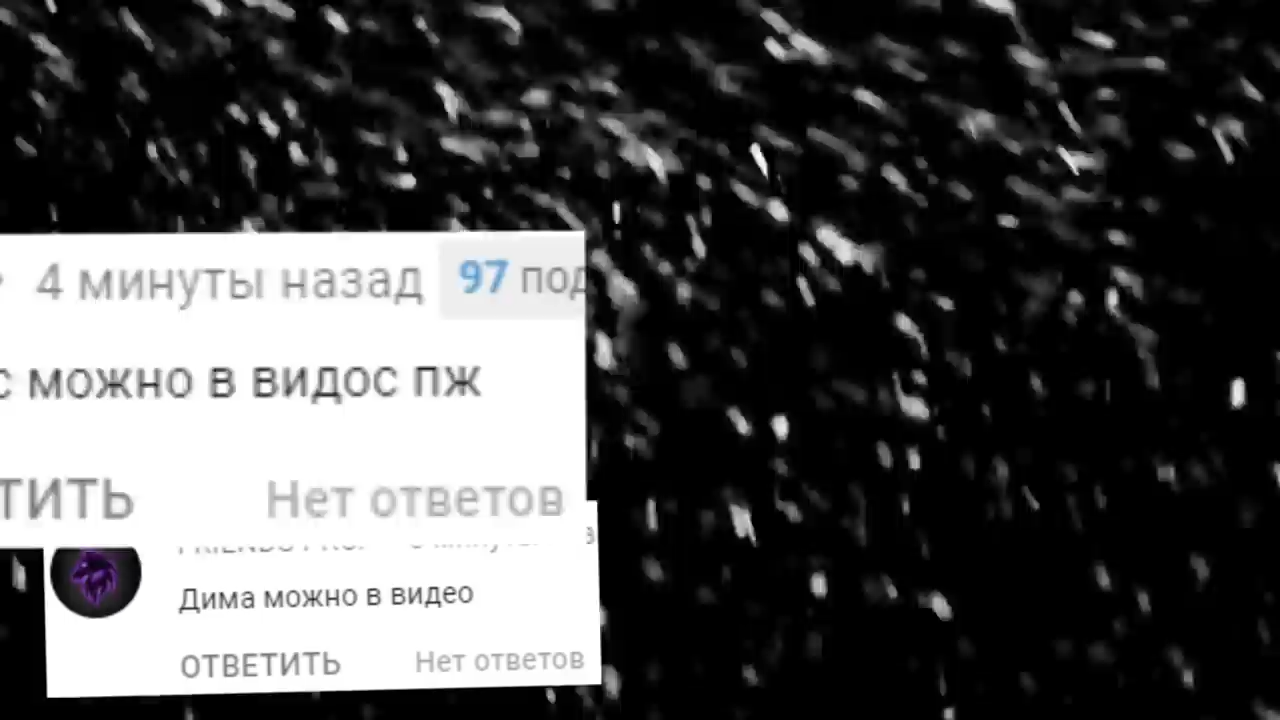 4 минуты назад 97 под
с можно в видос пж
ТИТЬ Нет ответов
Дима можно в видео
ОТВЕТИТЬ Нет ответов